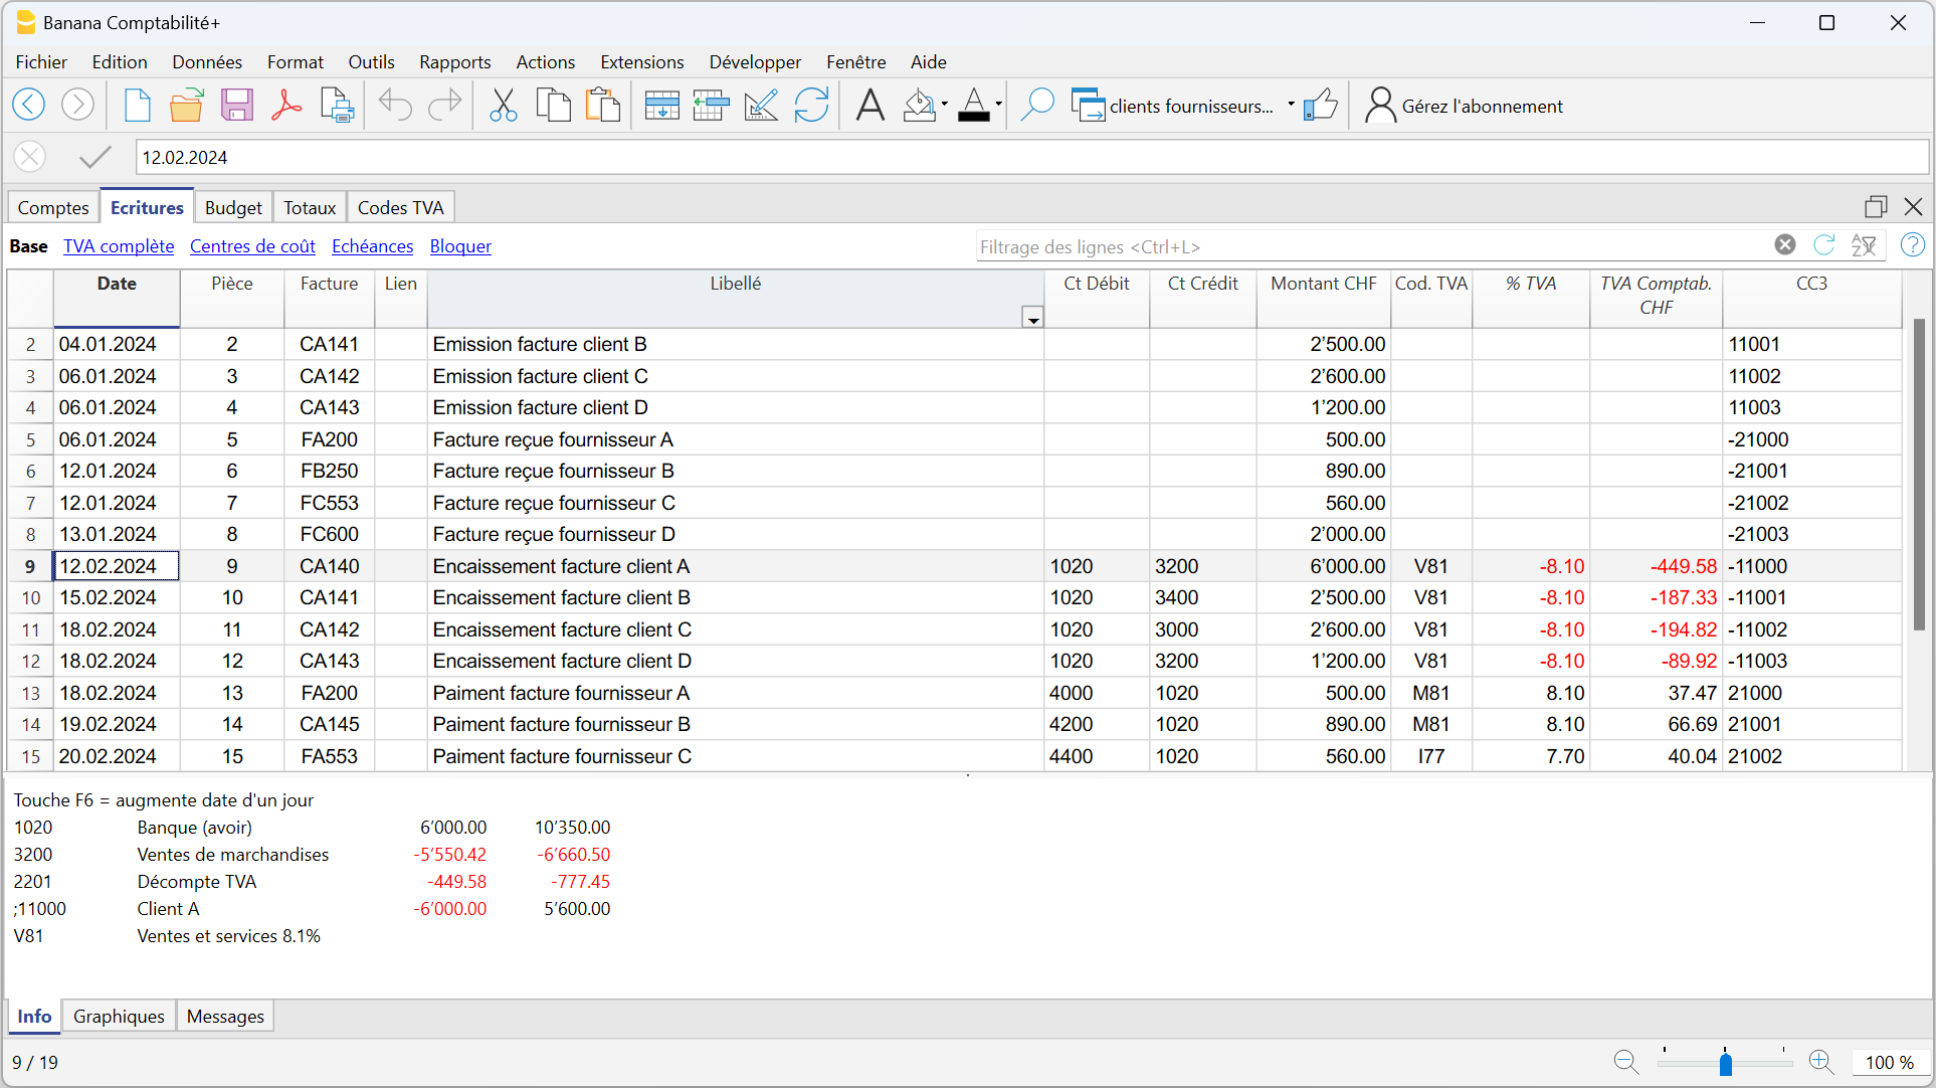 Banana Comptabilité+
Fichier Edition Données Format Outils Rapports Actions Extensions Développer Fenêtre Aide
clients fournisseurs... Gérez l'abonnement
12.02.2024
Comptes Ecritures Budget Totaux Codes TVA
Base TVA complète Centres de coût Echéances Bloquer Filtrage des lignes <Ctrl+L>
Date Pièce Facture Lien Libellé Ct Débit Ct Crédit Montant CHF Cod. TVA % TVA TVA Comptab. CHF CC3
2 04.01.2024 2 CA141 Emission facture client B 2’500.00 11001
3 06.01.2024 3 CA142 Emission facture client C 2’600.00 11002
4 06.01.2024 4 CA143 Emission facture client D 1’200.00 11003
5 06.01.2024 5 FA200 Facture reçue fournisseur A 500.00 -21000
6 12.01.2024 6 FB250 Facture reçue fournisseur B 890.00 -21001
7 12.01.2024 7 FC553 Facture reçue fournisseur C 560.00 -21002
8 13.01.2024 8 FC600 Facture reçue fournisseur D 2’000.00 -21003
9 12.02.2024 9 CA140 Encaissement facture client A 1020 3200 6’000.00 V81 -8.10 -449.58 -11000
10 15.02.2024 10 CA141 Encaissement facture client B 1020 3400 2’500.00 V81 -8.10 -187.33 -11001
11 18.02.2024 11 CA142 Encaissement facture client C 1020 3000 2’600.00 V81 -8.10 -194.82 -11002
12 18.02.2024 12 CA143 Encaissement facture client D 1020 3200 1’200.00 V81 -8.10 -89.92 -11003
13 18.02.2024 13 FA200 Paiment facture fournisseur A 4000 1020 500.00 M81 8.10 37.47 21000
14 19.02.2024 14 CA145 Paiment facture fournisseur B 4200 1020 890.00 M81 8.10 66.69 21001
15 20.02.2024 15 FA553 Paiment facture fournisseur C 4400 1020 560.00 I77 7.70 40.04 21002
Touche F6 = augmente date d'un jour
1020 Banque (avoir) 6’000.00 10’350.00
3200 Ventes de marchandises -5’550.42 -6’660.50
2201 Décompte TVA -449.58 -777.45
;11000 Client A -6’000.00 5’600.00
V81 Ventes et services 8.1%
Info Graphiques Messages
9 / 19 100 %